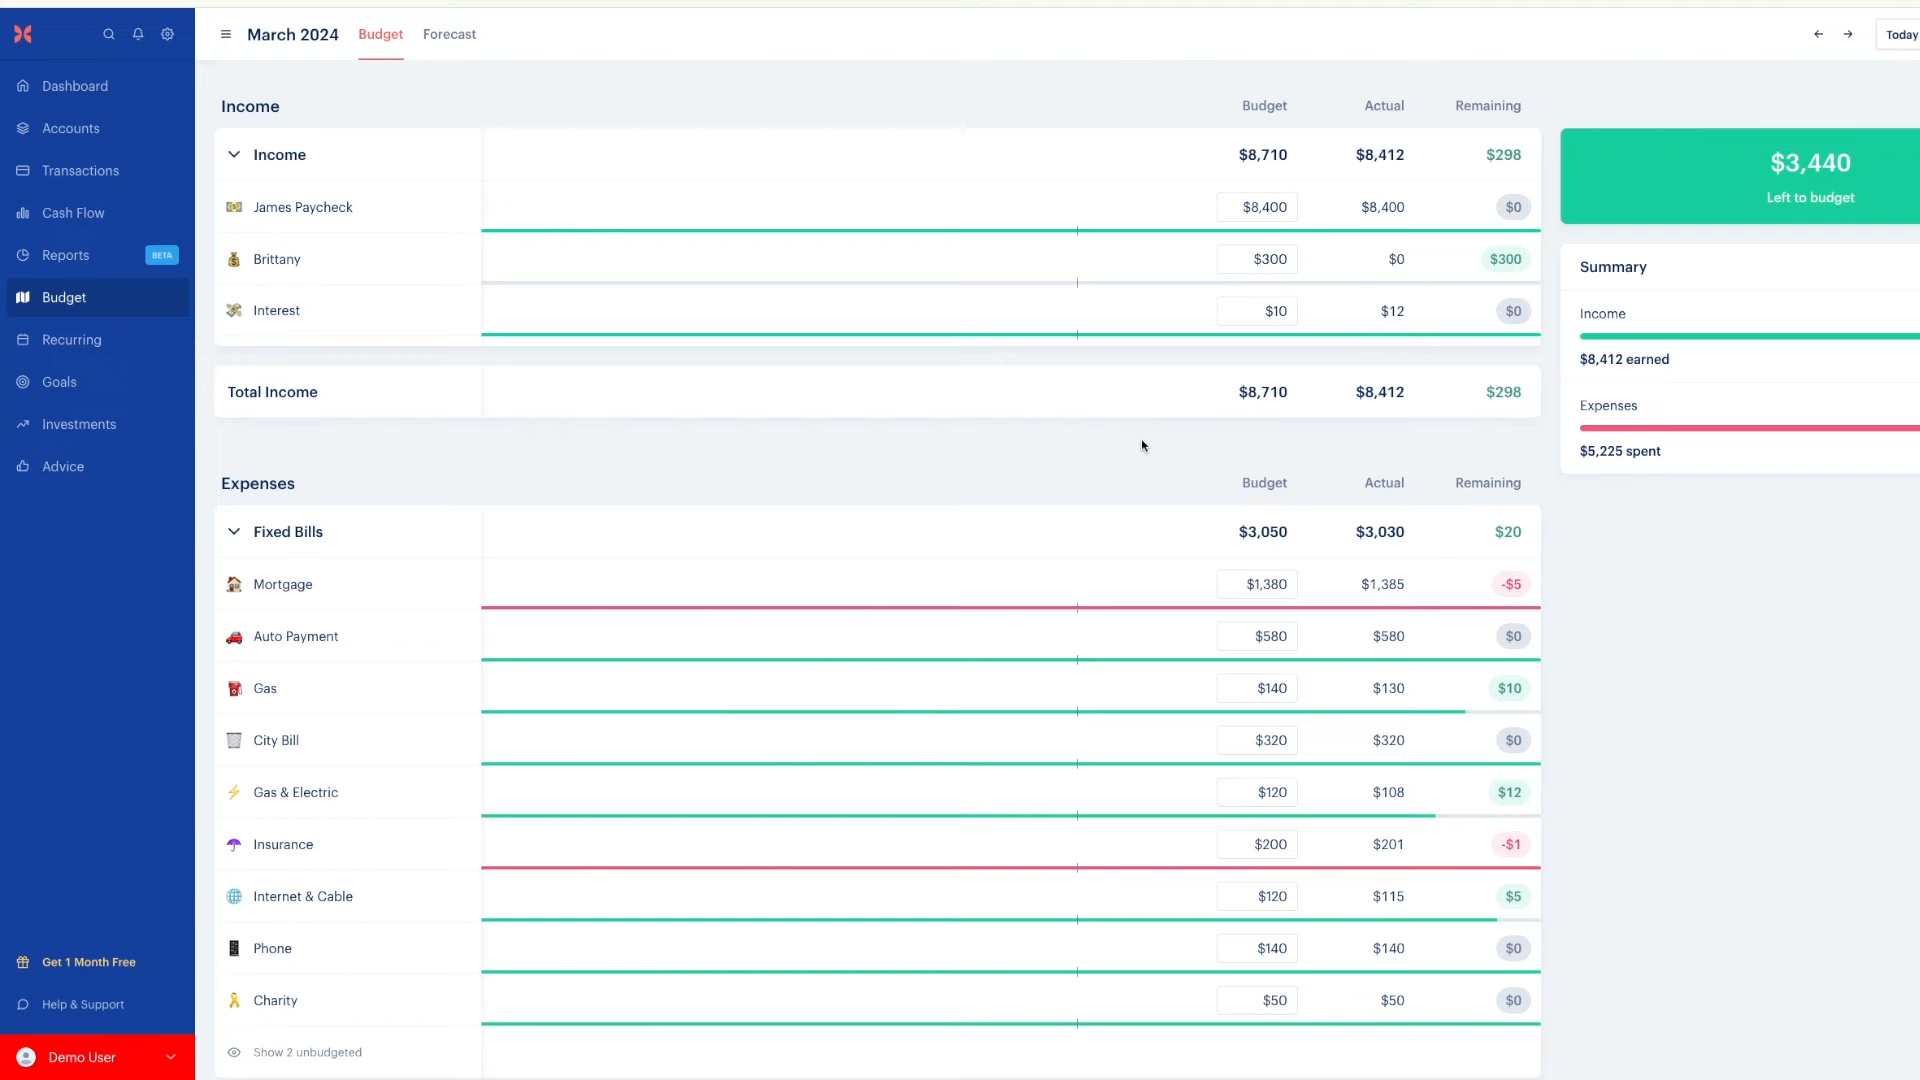 March 2024 Budget Forecast Today
Dashboard
Accounts
Transactions
Cash Flow
Reports BETA
Budget
Recurring
Goals
Investments
Advice
Get 1 Month Free
Help & Support
Demo User
Income Budget Actual Remaining
Income $8,710 $8,412 $298
James Paycheck $8,400 $8,400 $0
Brittany $300 $0 $300
Interest $10 $12 $0
Total Income $8,710 $8,412 $298
Expenses Budget Actual Remaining
Fixed Bills $3,050 $3,030 $20
Mortgage $1,380 $1,385 -$5
Auto Payment $580 $580 $0
Gas $140 $130 $10
City Bill $320 $320 $0
Gas & Electric $120 $108 $12
Insurance $200 $201 -$1
Internet & Cable $120 $115 $5
Phone $140 $140 $0
Charity $50 $50 $0
Show 2 unbudgeted
$3,440
Left to budget
Summary
Income
$8,412 earned
Expenses
$5,225 spent